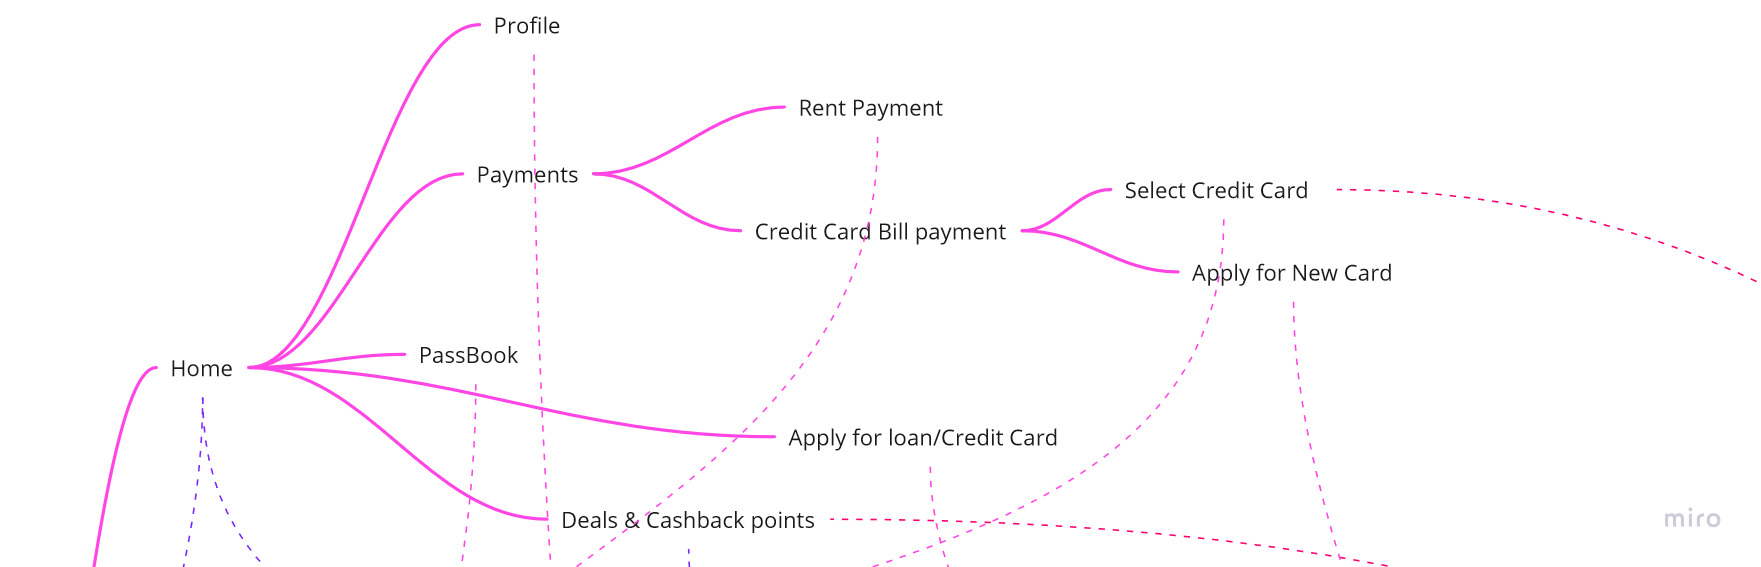 Profile
Rent Payment
Payments
Select Credit Card
Credit Card Bill payment
Apply for New Card
PassBook
Home
Apply for loan/Credit Card
Deals & Cashback points
miro